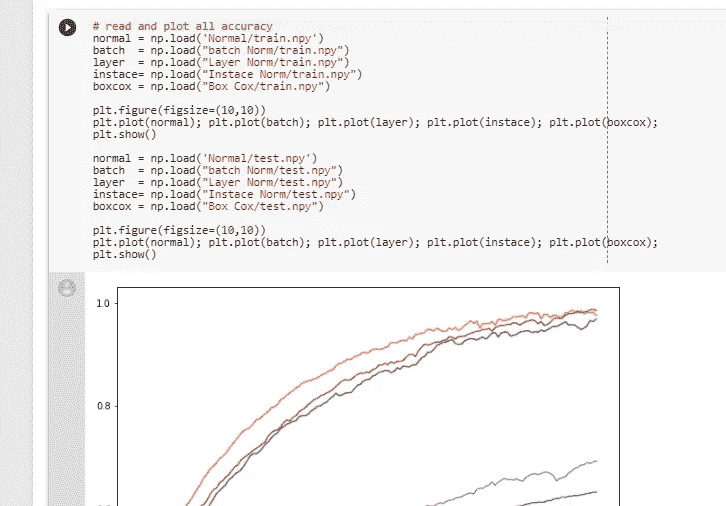 # read and plot all accuracy
normal = np.load('Normal/train.npy')
batch  = np.load("batch Norm/train.npy")
layer  = np.load("Layer Norm/train.npy")
instace= np.load("Instace Norm/train.npy")
boxcox = np.load("Box Cox/train.npy")
plt.figure(figsize=(10,10))
plt.plot(normal); plt.plot(batch); plt.plot(layer); plt.plot(instace); plt.plot(boxcox);
plt.show()
normal = np.load('Normal/test.npy')
batch  = np.load("batch Norm/test.npy")
layer  = np.load("Layer Norm/test.npy")
instace= np.load("Instace Norm/test.npy")
boxcox = np.load("Box Cox/test.npy")
plt.figure(figsize=(10,10))
plt.plot(normal); plt.plot(batch); plt.plot(layer); plt.plot(instace); plt.plot(boxcox);
plt.show()
1.0
0.8